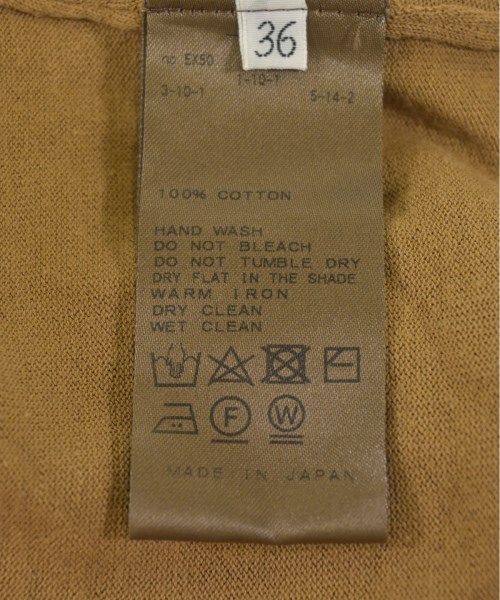 36
no. EX50
3-10-1 1-10-1 5-14-2
100% COTTON
HAND WASH
DO NOT BLEACH
DO NOT TUMBLE DRY
DRY FLAT IN THE SHADE
WARM IRON
DRY CLEAN
WET CLEAN
F W
MADE IN JAPAN